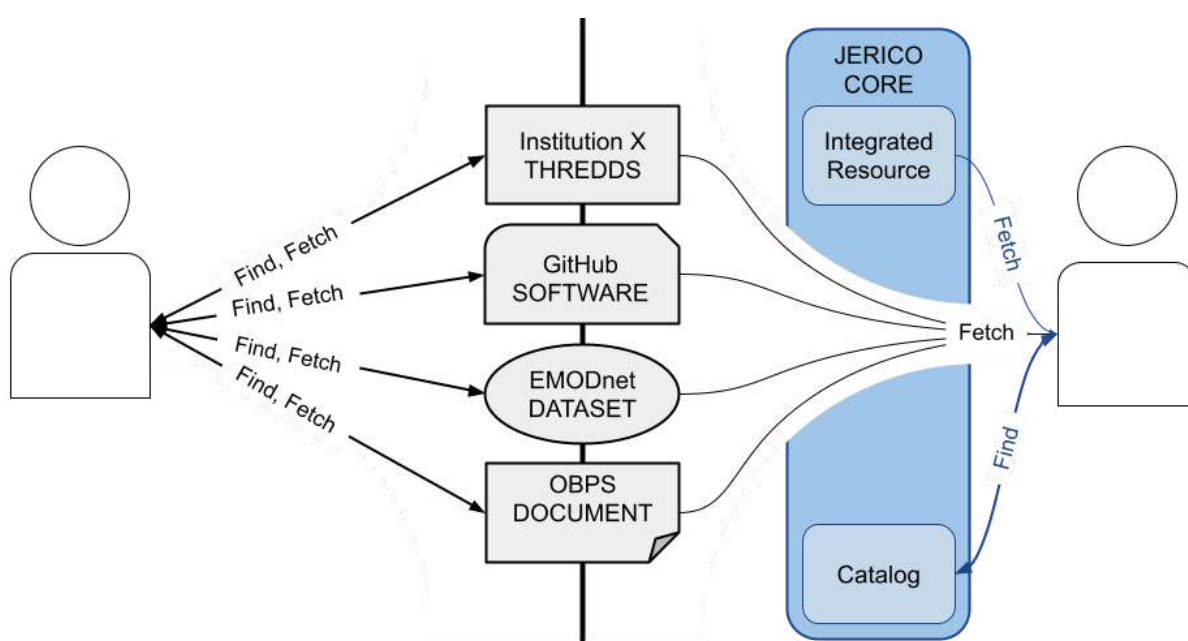 JERICO
CORE
Institution X
THREDDS
Integrated
Resource
Find, Fetch
Find, Fetch
Find, Fetch
Find, Fetch
GitHub
SOFTWARE
EMODnet
DATASET
OBPS
DOCUMENT
Fetch
Fetch
Find
Catalog